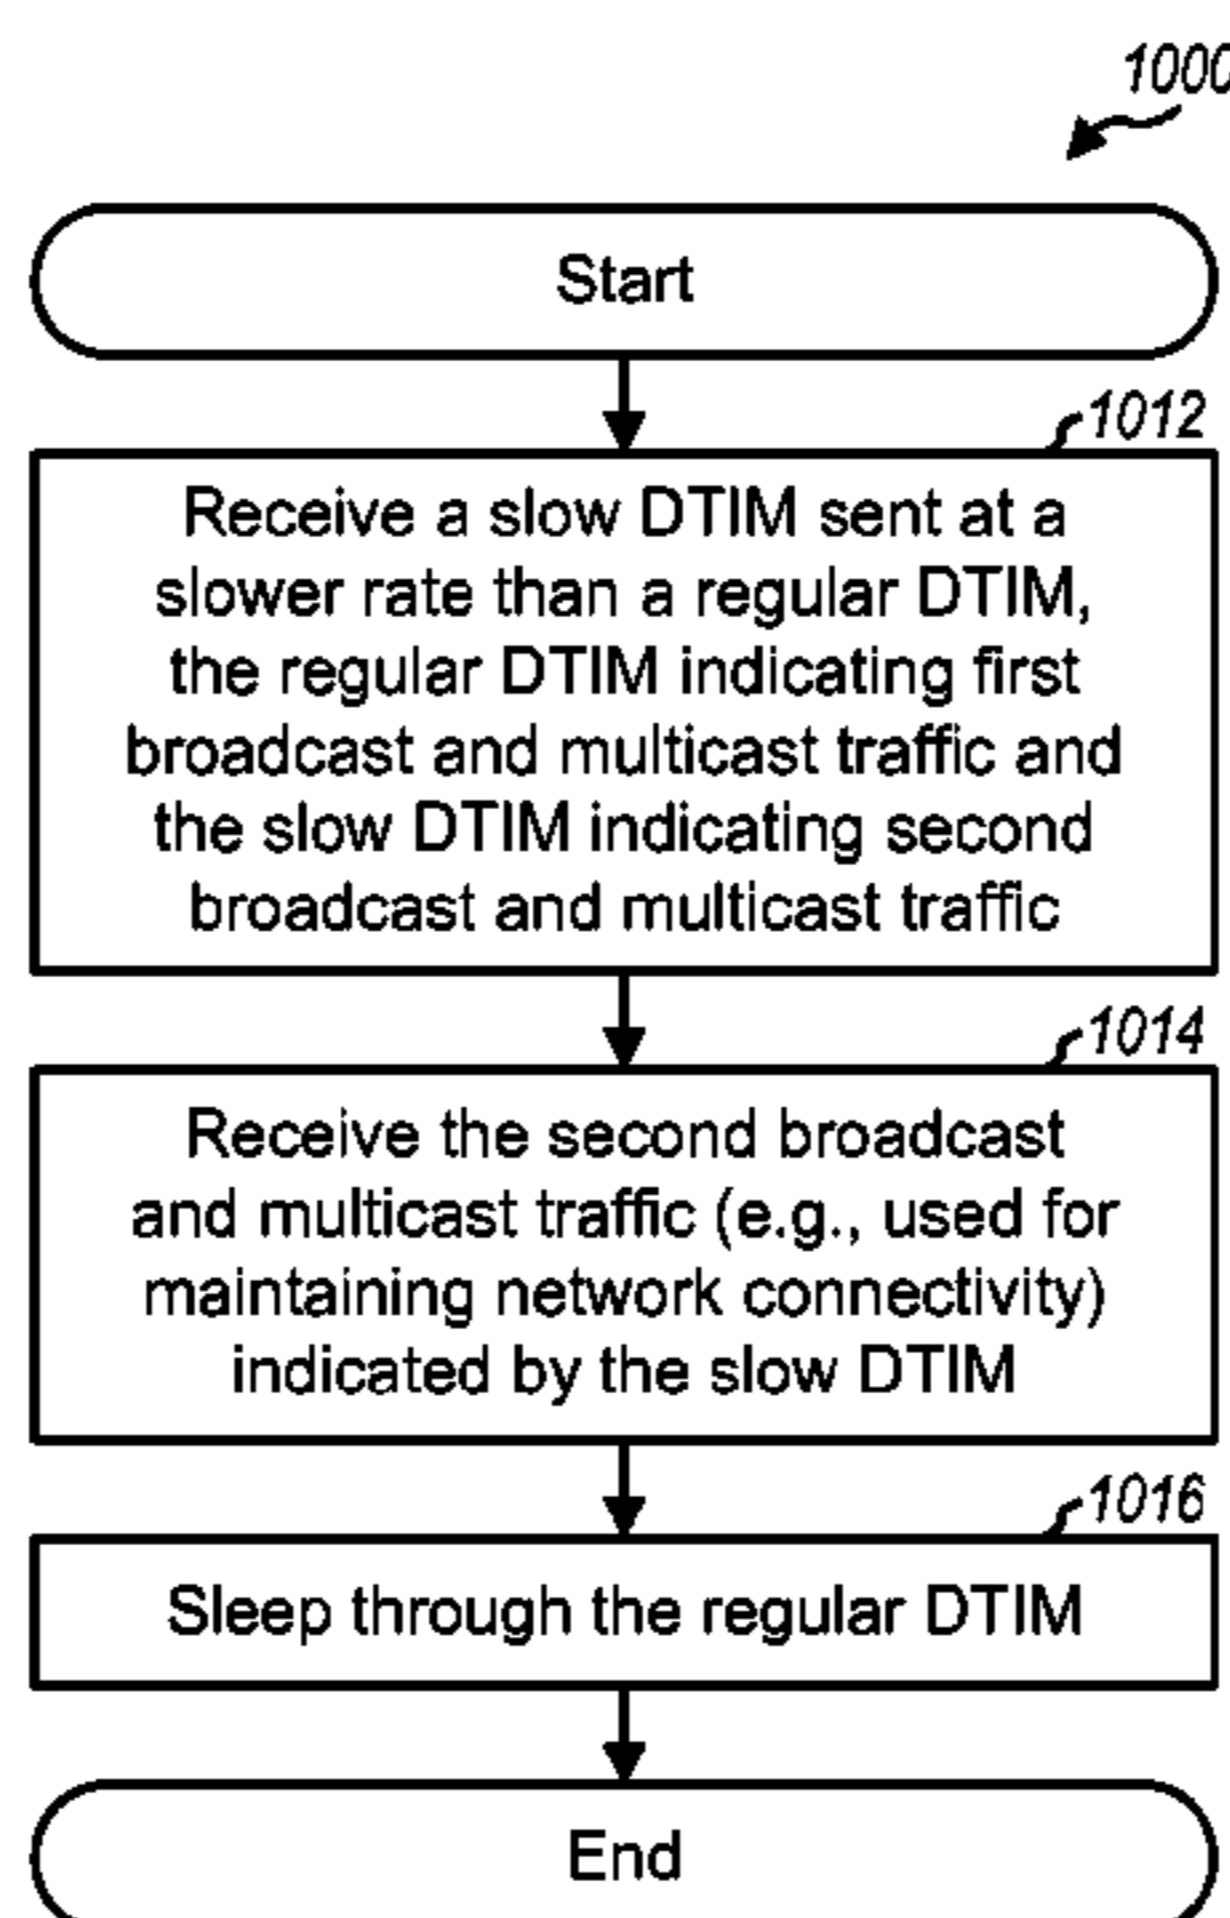 1000
Start
1012
Receive a slow DTIM sent at a
slower rate than a regular DTIM,
the regular DTIM indicating first
broadcast and multicast traffic and
the slow DTIM indicating second
broadcast and multicast traffic
1014
Receive the second broadcast
and multicast traffic (e.g., used for
maintaining network connectivity)
indicated by the slow DTIM
1016
Sleep through the regular DTIM
End